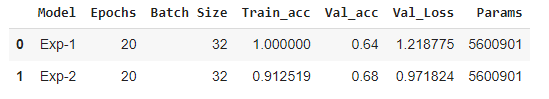 Model Epochs Batch Size Train_acc Val_acc Val_Loss Params
0 Exp-1 20 32 1.000000 0.64 1.218775 5600901
1 Exp-2 20 32 0.912519 0.68 0.971824 5600901